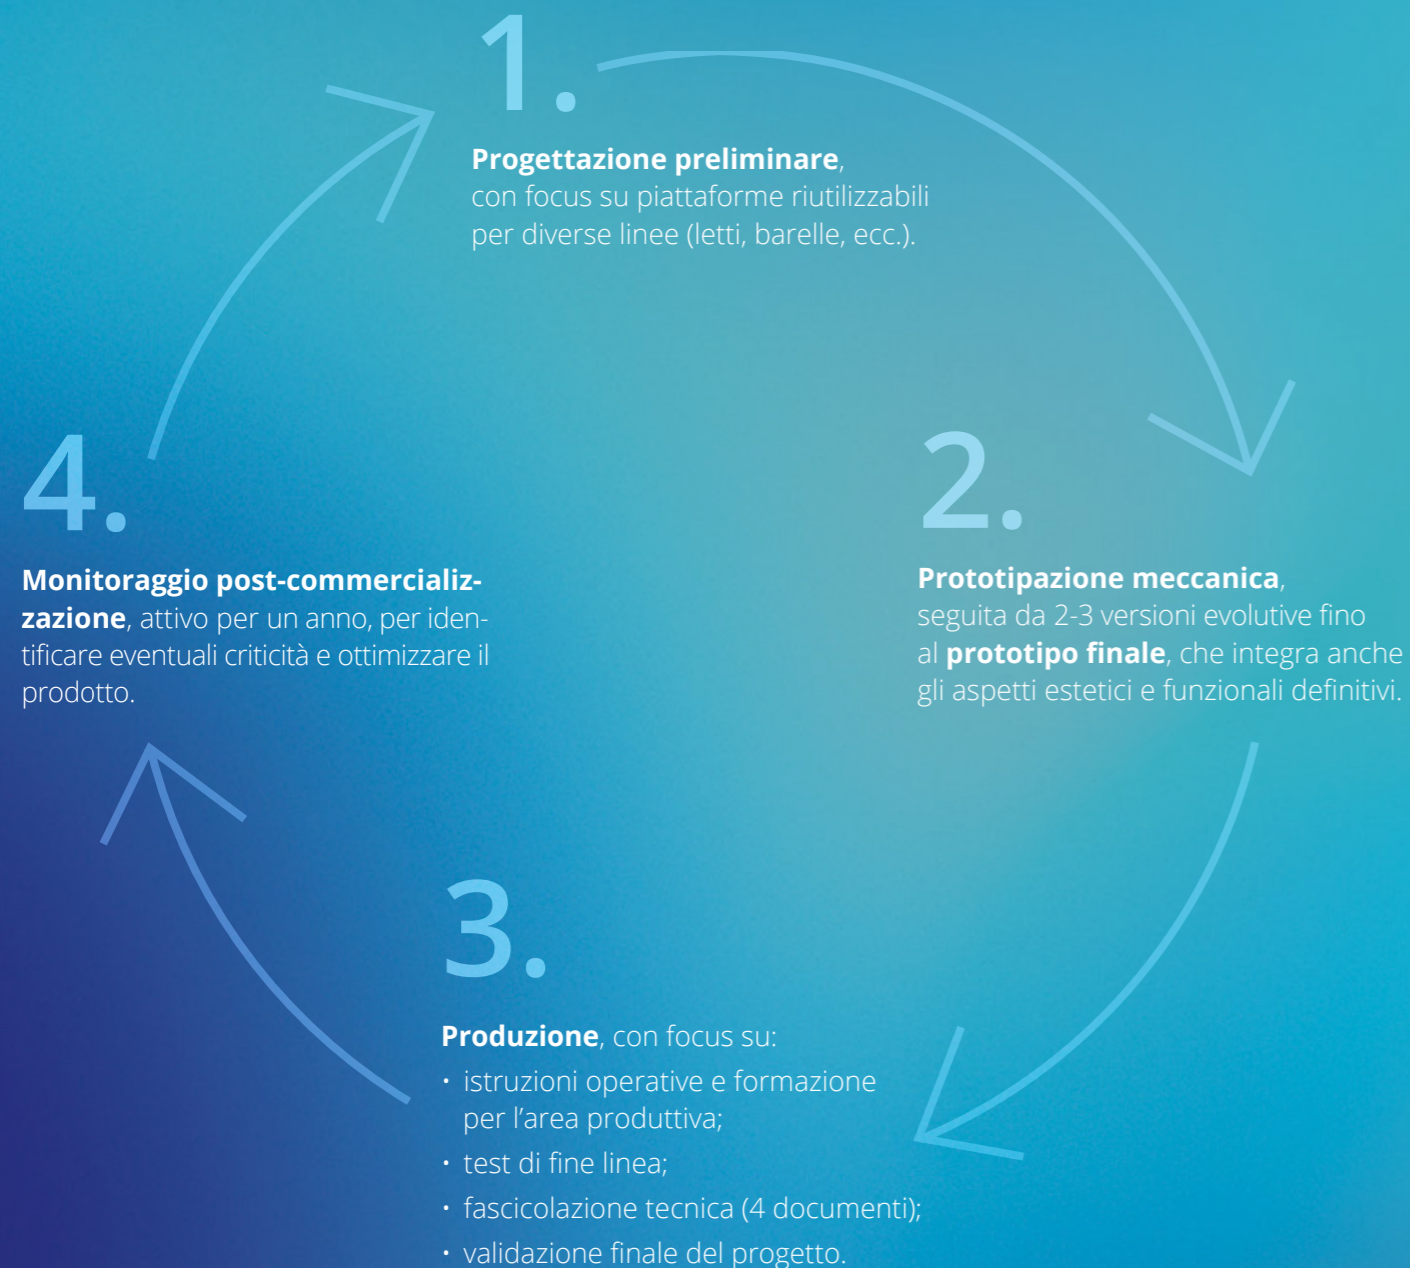 1.
Progettazione preliminare,
con focus su piattaforme riutilizzabili
per diverse linee (letti, barelle, ecc.).
2.
Prototipazione meccanica,
seguita da 2-3 versioni evolutive fino
al prototipo finale, che integra anche
gli aspetti estetici e funzionali definitivi.
3.
Produzione, con focus su:
• istruzioni operative e formazione
per l’area produttiva;
• test di fine linea;
• fascicolazione tecnica (4 documenti);
• validazione finale del progetto.
4.
Monitoraggio post-commercializ-
zazione, attivo per un anno, per iden-
tificare eventuali criticità e ottimizzare il
prodotto.